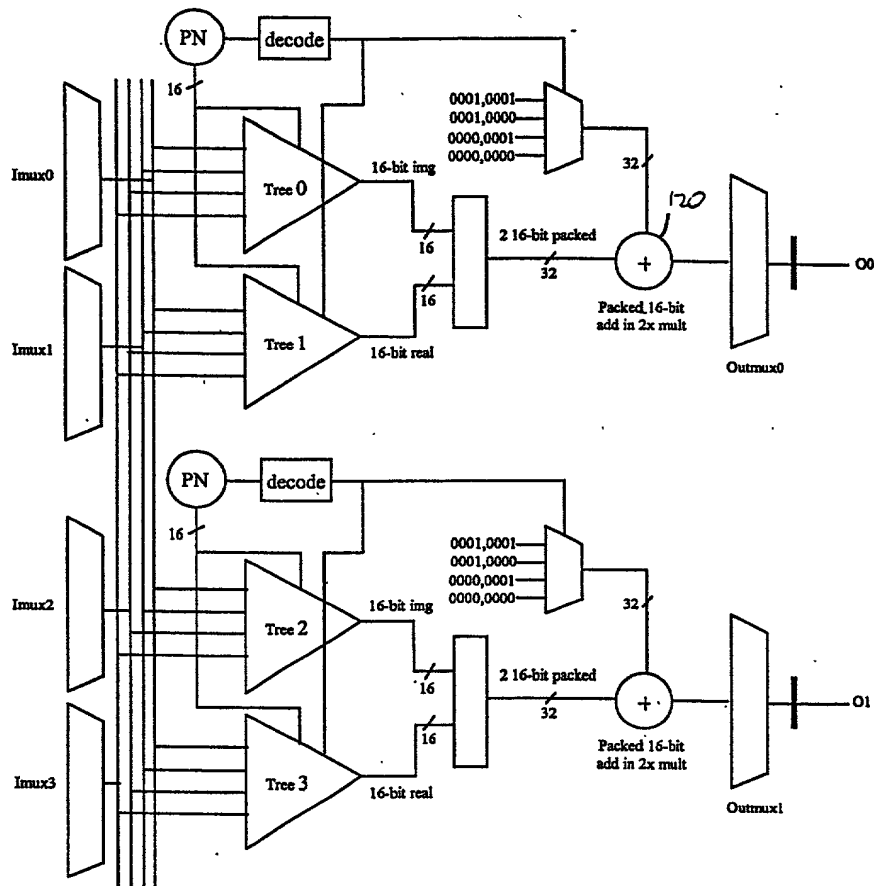 PN
decode
16
0001,0001
0001,0000
0000,0001
0000,0000
Imux0
Tree 0
16-bit img
16
32
120
2 16-bit packed
32
+
O0
16
Packed 16-bit
add in 2x mult
Imux1
Tree 1
16-bit real
Outmux0
PN
decode
16
0001,0001
0001,0000
0000,0001
0000,0000
Imux2
Tree 2
16-bit img
16
32
2 16-bit packed
32
+
O1
16
Packed 16-bit
add in 2x mult
Imux3
Tree 3
16-bit real
Outmux1